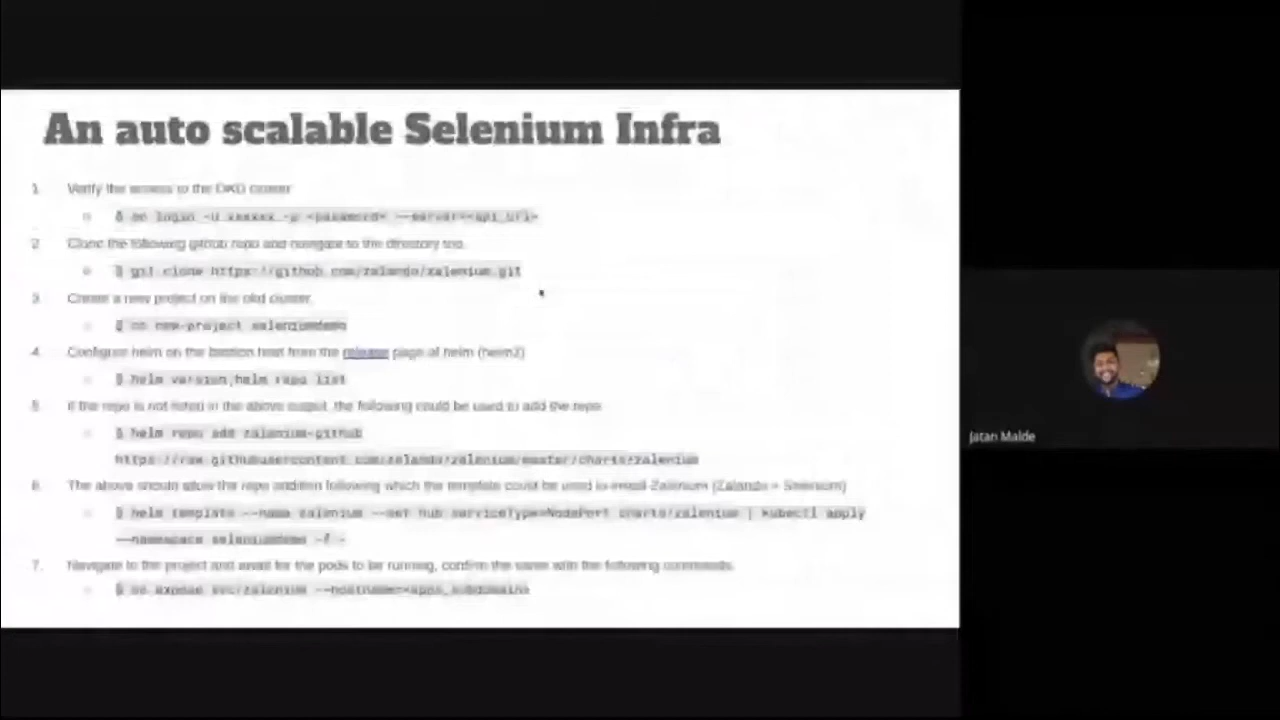 An auto scalable Selenium Infra
1. Verify the access to the OKD cluster
$ oc login -u xxxxxx -p <password> --server=<api_url>
2. Clone the following github repo and navigate to the directory
$ git clone https://github.com/zalando/zalenium.git
3. Create a new project on the okd cluster
$ oc new-project seleniumdemo
4. Configure helm on the bastion host from the release page of helm (helm2)
$ helm version;helm repo list
5. If the repo is not listed in the above output, the following could be used to add the repo
$ helm repo add zalenium-github
https://raw.githubusercontent.com/zalando/zalenium/master/charts/zalenium
6. The above should allow the repo addition following which the template could be used to install Zalenium (Zalando + Selenium)
$ helm template --name zalenium --set hub.serviceType=NodePort charts/zalenium | kubectl apply
--namespace seleniumdemo -f -
7. Navigate to the project and await for the pods to be running, confirm the same with the following commands.
$ oc expose svc/zalenium --hostname=<apps_subdomain>
Jatan Malde